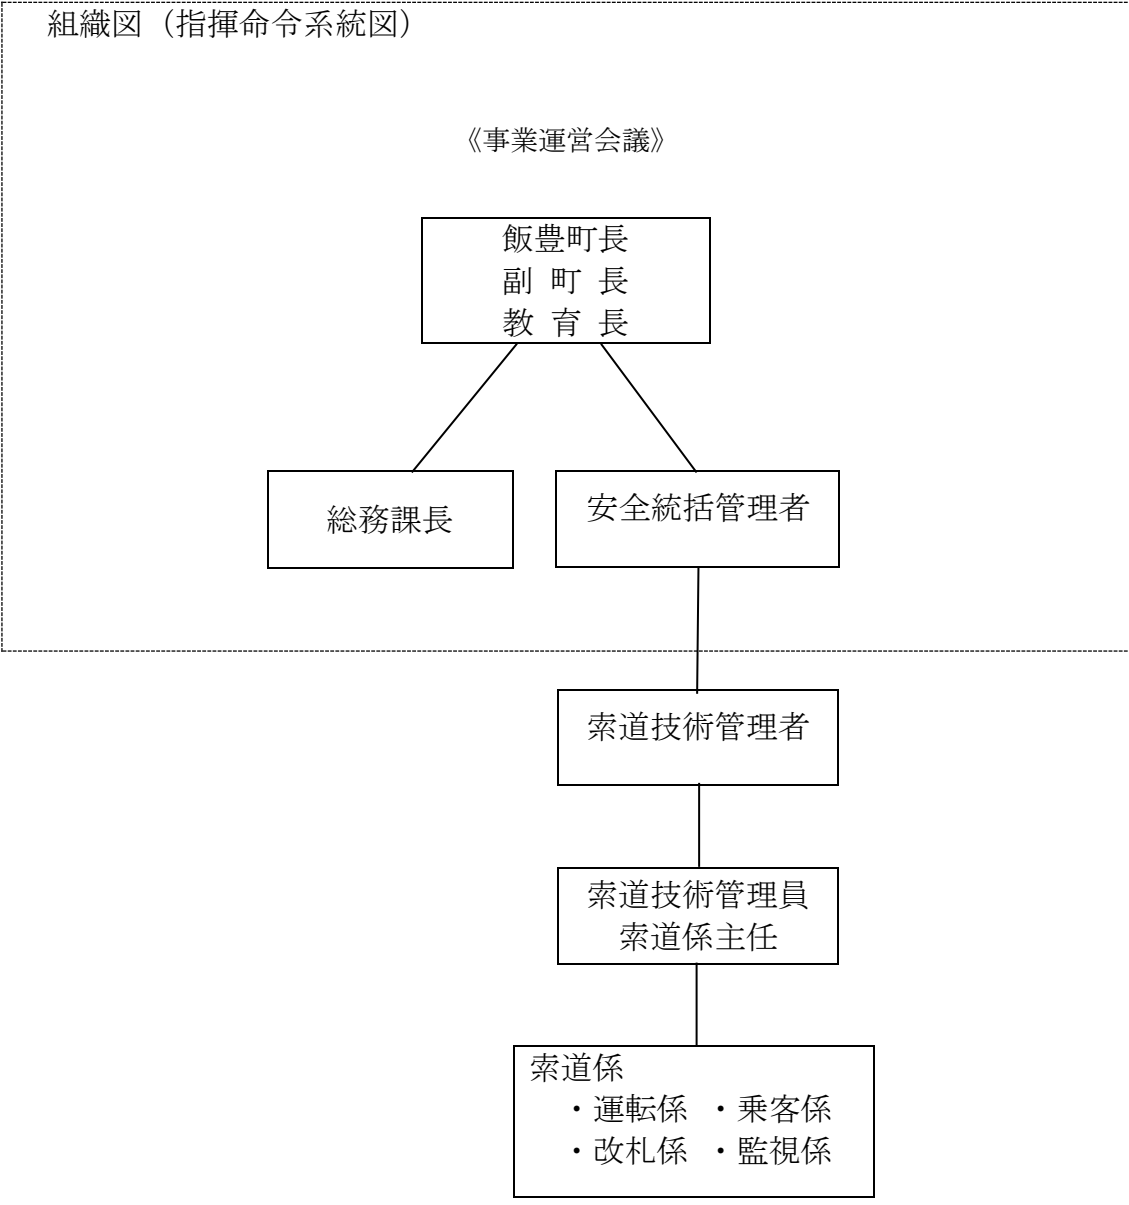 組織図（指揮命令系統図）
《事業運営会議》
飯豊町長
副 町 長
教 育 長
総務課長
安全統括管理者
索道技術管理者
索道技術管理員
索道係主任
索道係
・運転係 ・乗客係
・改札係 ・監視係